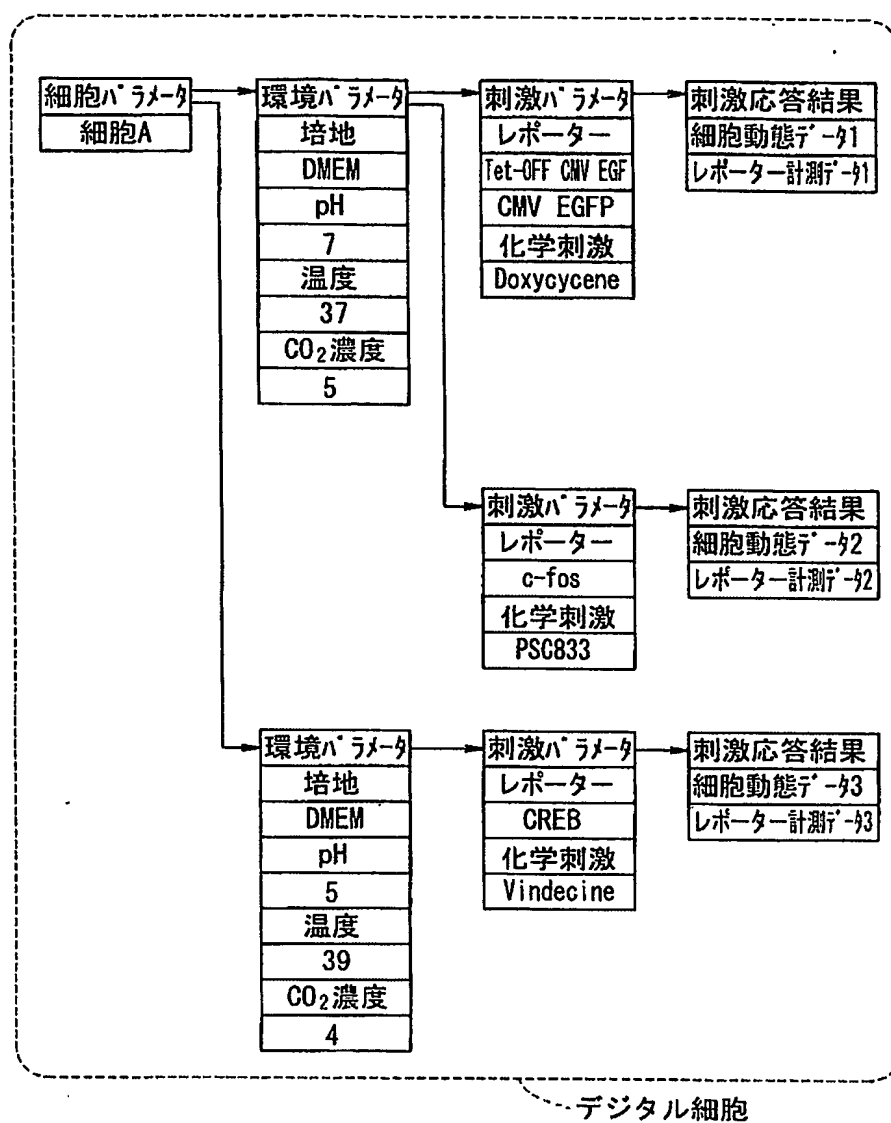 細胞パラメータ
細胞A
環境パラメータ
培地
DMEM
pH
7
温度
37
CO₂濃度
5
刺激パラメータ
レポーター
Tet-OFF CMV EGF
CMV EGFP
化学刺激
Doxycycene
刺激応答結果
細胞動態データ1
レポーター計測データ1
刺激パラメータ
レポーター
c-fos
化学刺激
PSC833
刺激応答結果
細胞動態データ2
レポーター計測データ2
環境パラメータ
培地
DMEM
pH
5
温度
39
CO₂濃度
4
刺激パラメータ
レポーター
CREB
化学刺激
Vindecine
刺激応答結果
細胞動態データ3
レポーター計測データ3
デジタル細胞